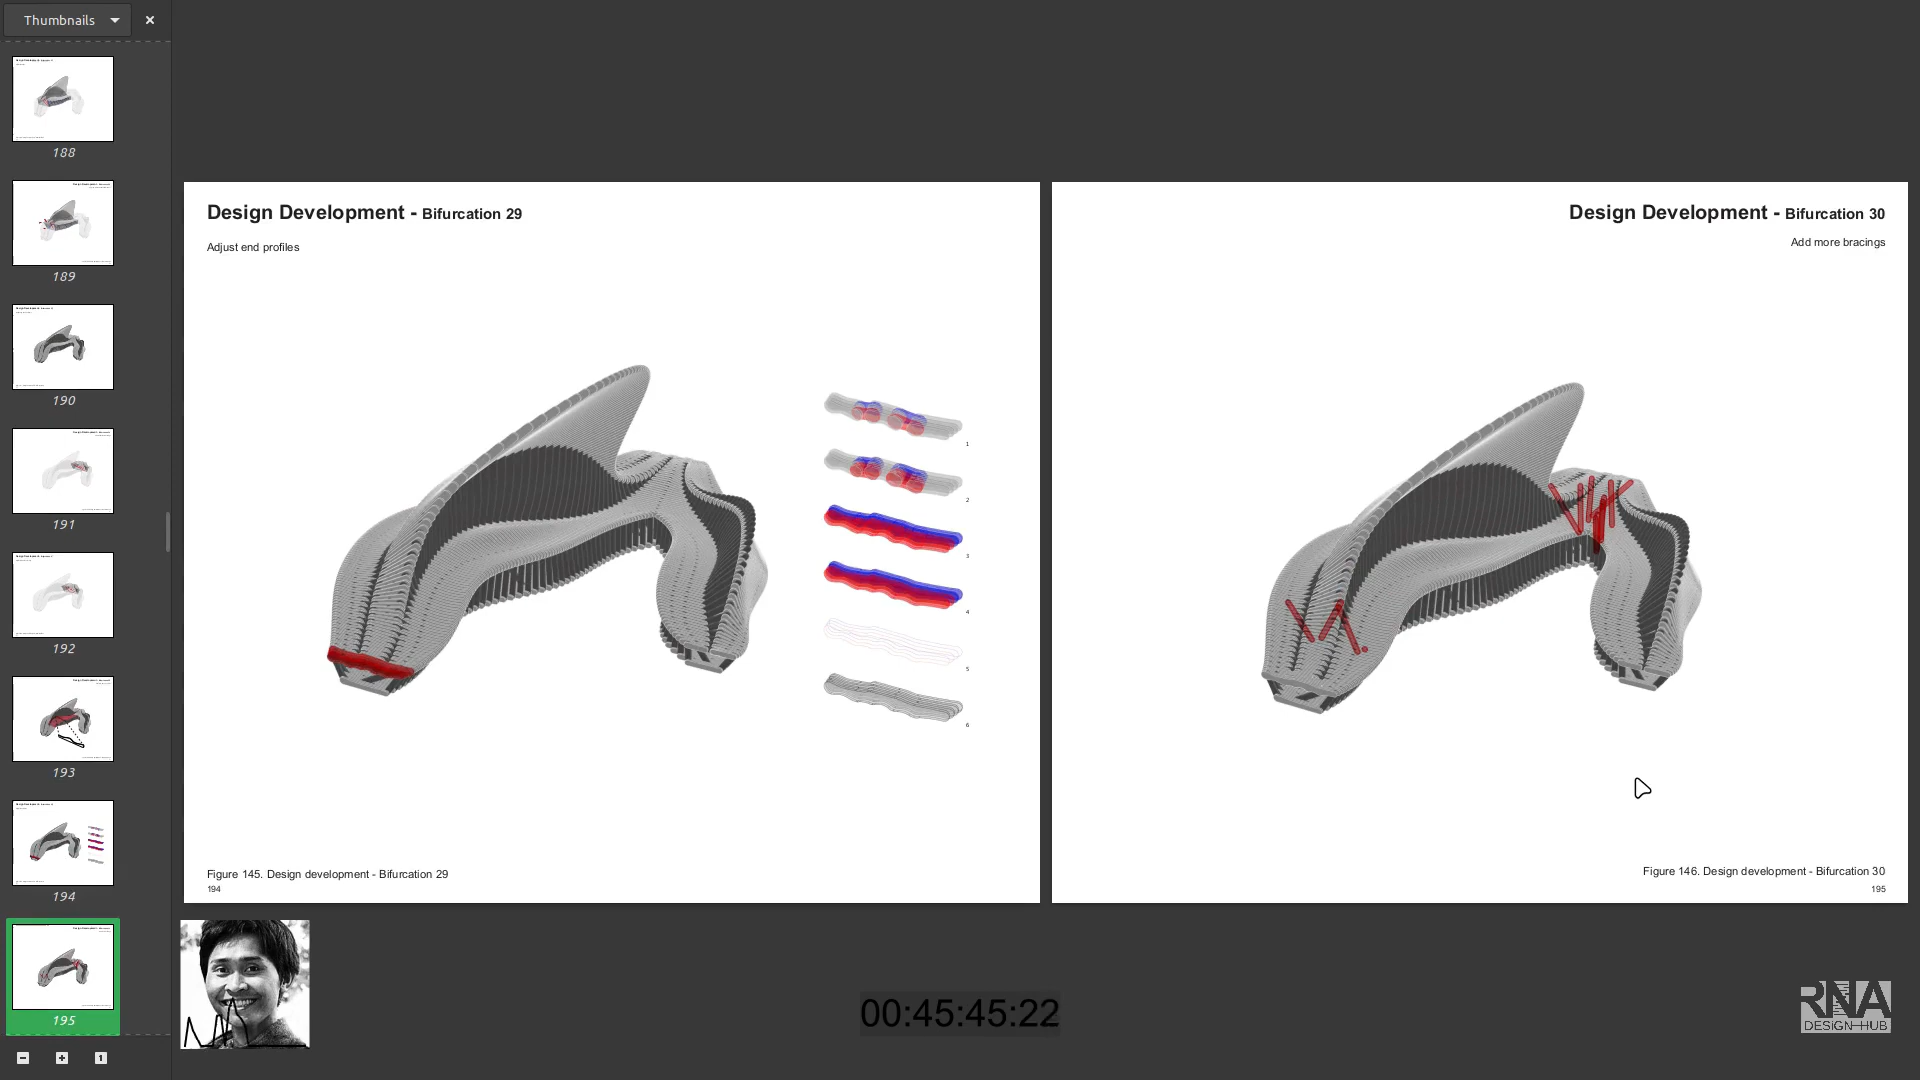 Thumbnails
188
189
190
191
192
193
194
195
Design Development - Bifurcation 29
Adjust end profiles
1
2
3
4
5
6
Figure 145. Design development - Bifurcation 29
194
Design Development - Bifurcation 30
Add more bracings
Figure 146. Design development - Bifurcation 30
195
00:45:45:22
RNA
DESIGN-HUB
1